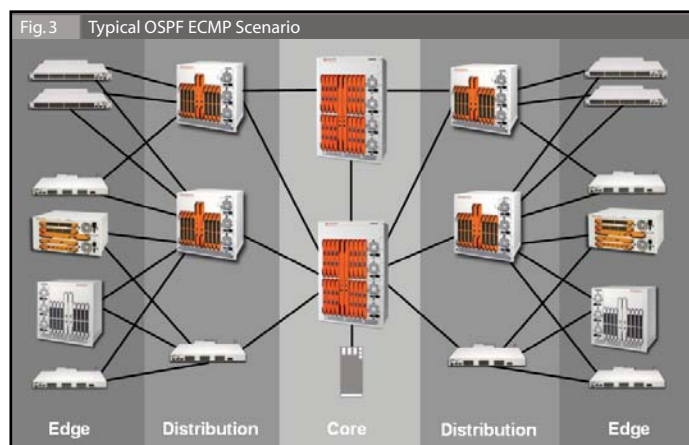 Fig. 3 Typical OSPF ECMP Scenario
Edge Distribution Core Distribution Edge